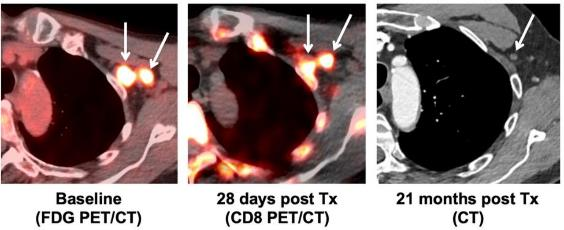 Baseline
(FDG PET/CT)
28 days post Tx
(CD8 PET/CT)
21 months post Tx
(CT)